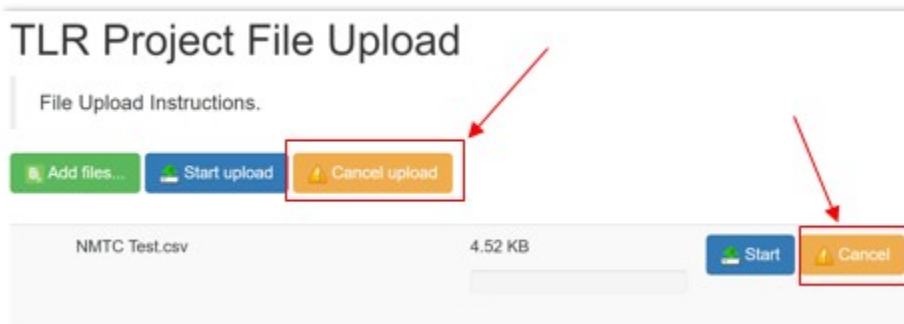 TLR Project File Upload
File Upload Instructions.
Add files... Start upload Cancel upload
NMTC Test.csv 4.52 KB Start Cancel